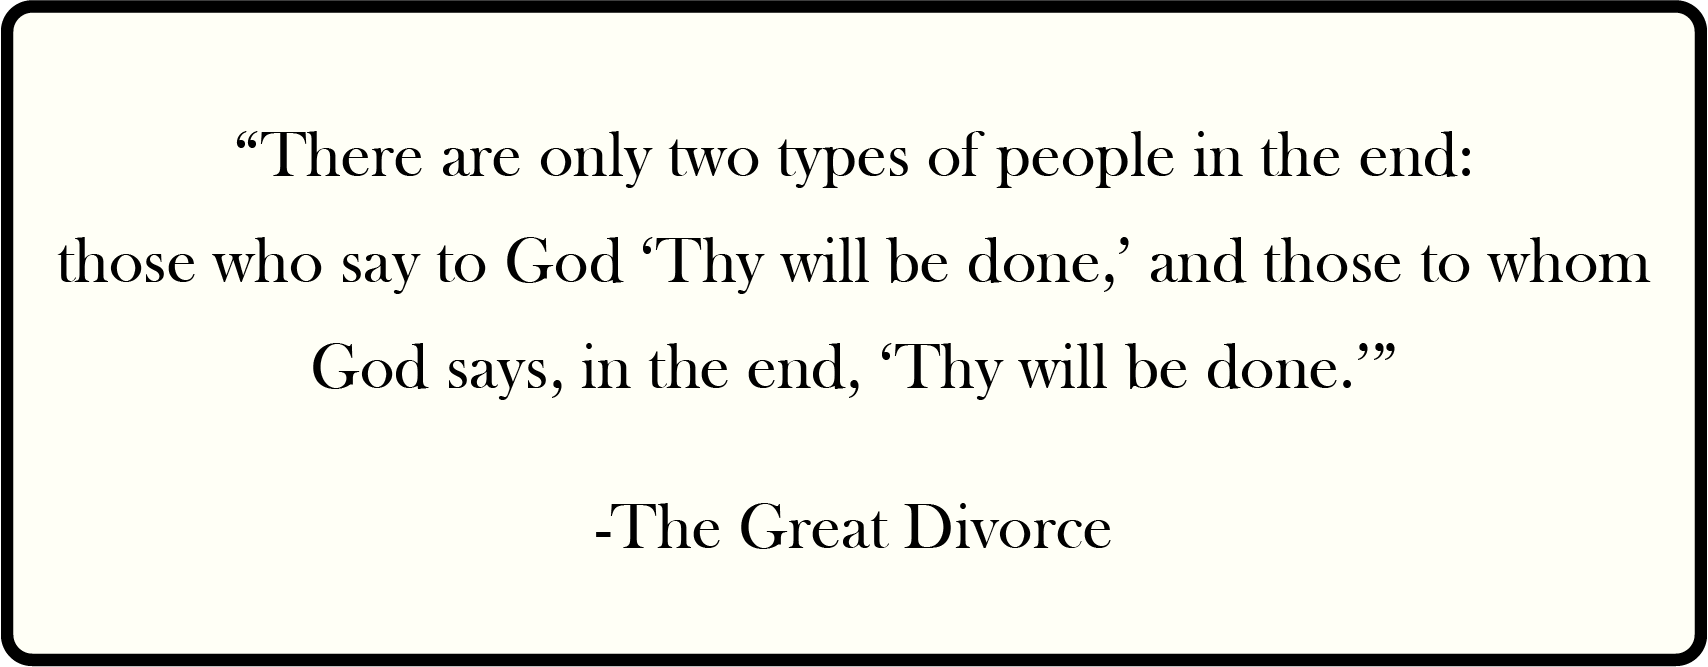 “There are only two types of people in the end:
those who say to God ‘Thy will be done,’ and those to whom
God says, in the end, ‘Thy will be done.’”
-The Great Divorce